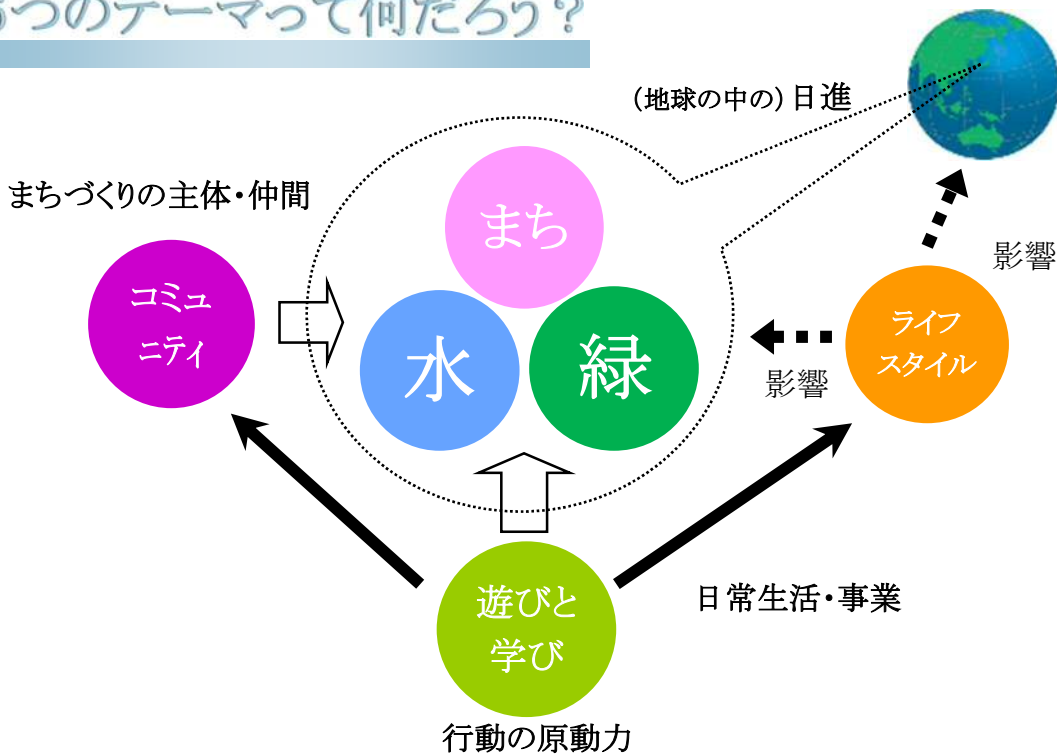 つのテーマって何だろう？
（地球の中の）日進
まちづくりの主体・仲間
まち
影響
コミュ
ニティ
ライフ
スタイル
水
緑
影響
遊びと
学び
日常生活・事業
行動の原動力